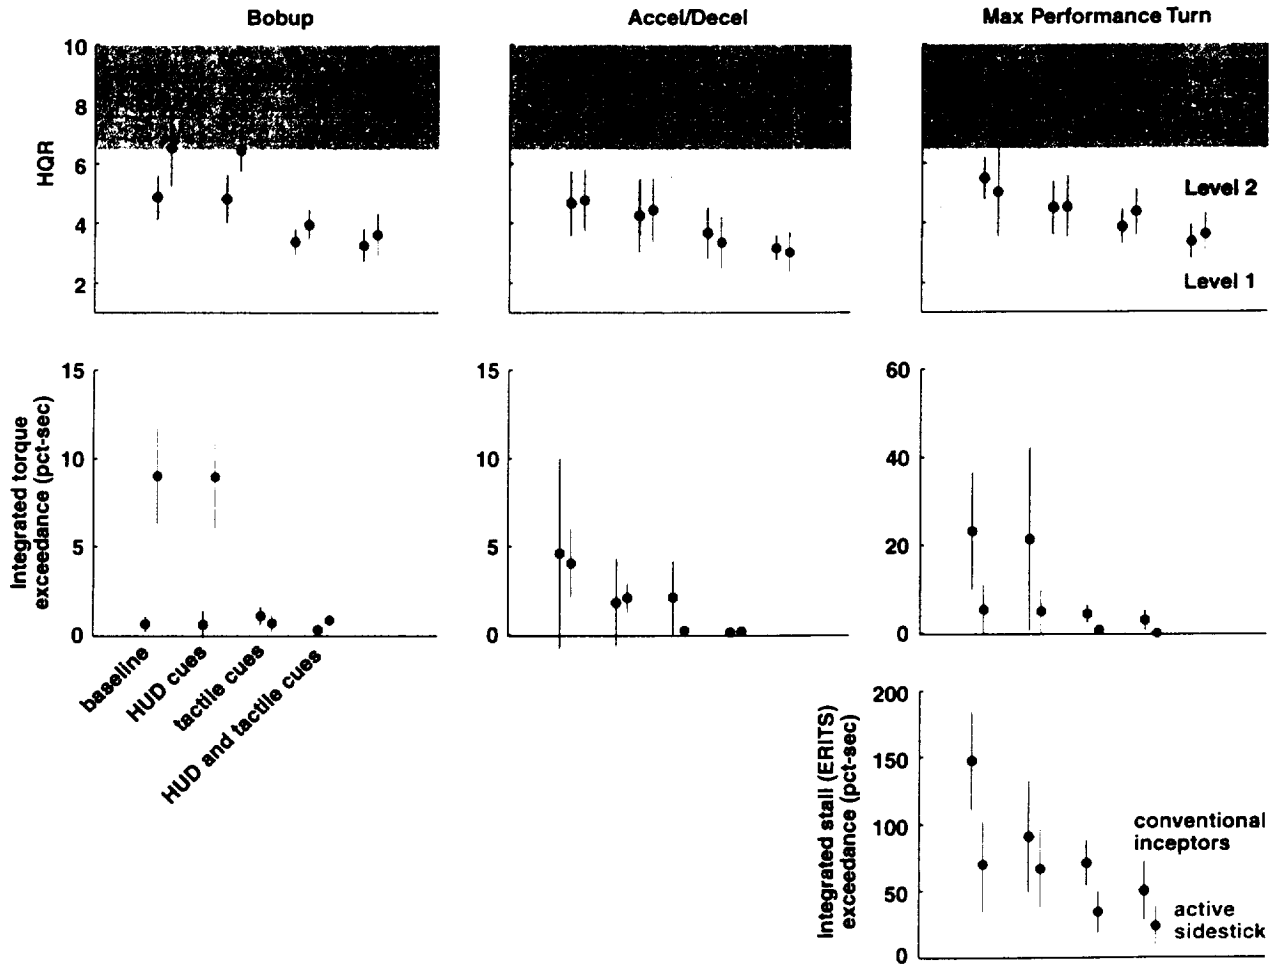 Bobup
Accel/Decel
Max Performance Turn
HQR
10
8
6
4
2
Level 2
Level 1
Integrated torque
exceedance (pct-sec)
15
10
5
0
15
10
5
0
60
40
20
0
baseline
HUD cues
tactile cues
HUD and tactile cues
Integrated stall (ERITS)
exceedance (pct-sec)
200
150
100
50
0
conventional
inceptors
active
sidestick